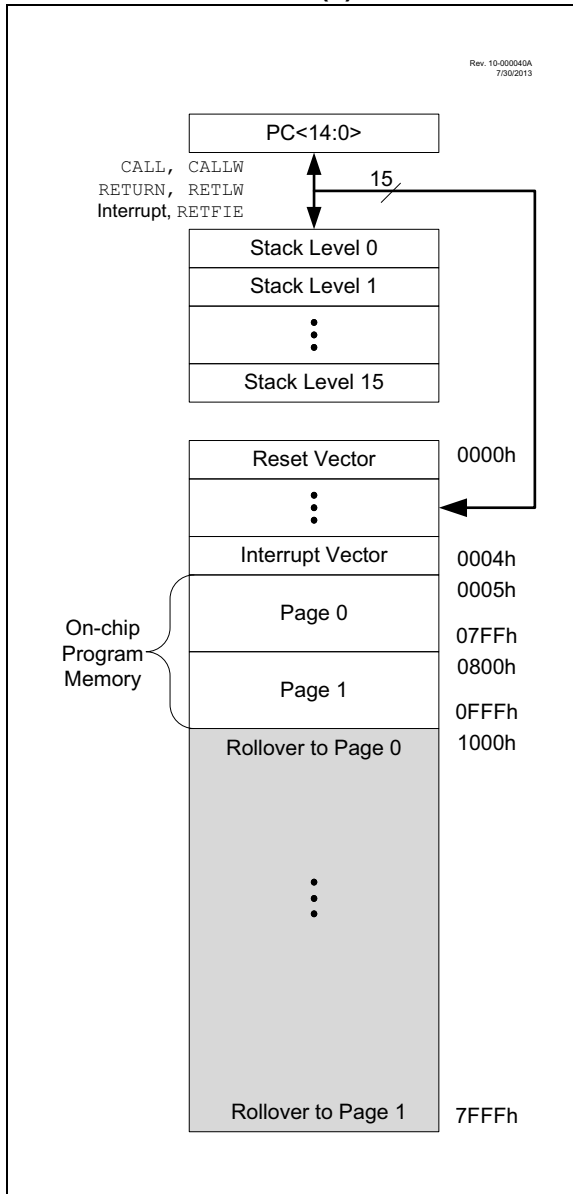 Rev. 10-000040A
7/30/2013
PC<14:0>
CALL, CALLW
RETURN, RETLW
Interrupt, RETFIE
15
Stack Level 0
Stack Level 1
Stack Level 15
Reset Vector
0000h
Interrupt Vector
0004h
0005h
Page 0
On-chip
Program
Memory
07FFh
0800h
Page 1
0FFFh
Rollover to Page 0
1000h
Rollover to Page 1
7FFFh